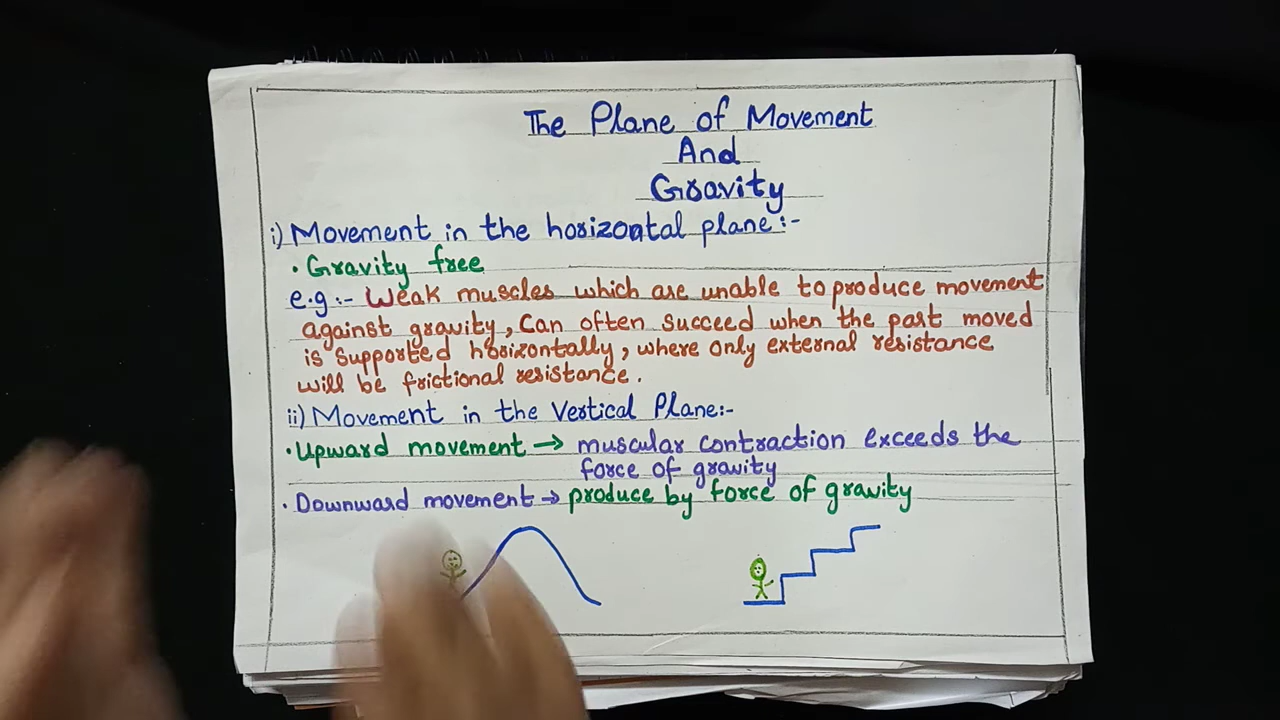 The Plane of Movement
And
Gravity
i) Movement in the horizontal plane:-
• Gravity free
e.g:- Weak muscles which are unable to produce movement
against gravity, Can often succeed when the part moved
is supported horizontally, where only external resistance
will be frictional resistance.
ii) Movement in the Vertical Plane:-
• Upward movement → muscular contraction exceeds the
force of gravity
• Downward movement → produce by force of gravity